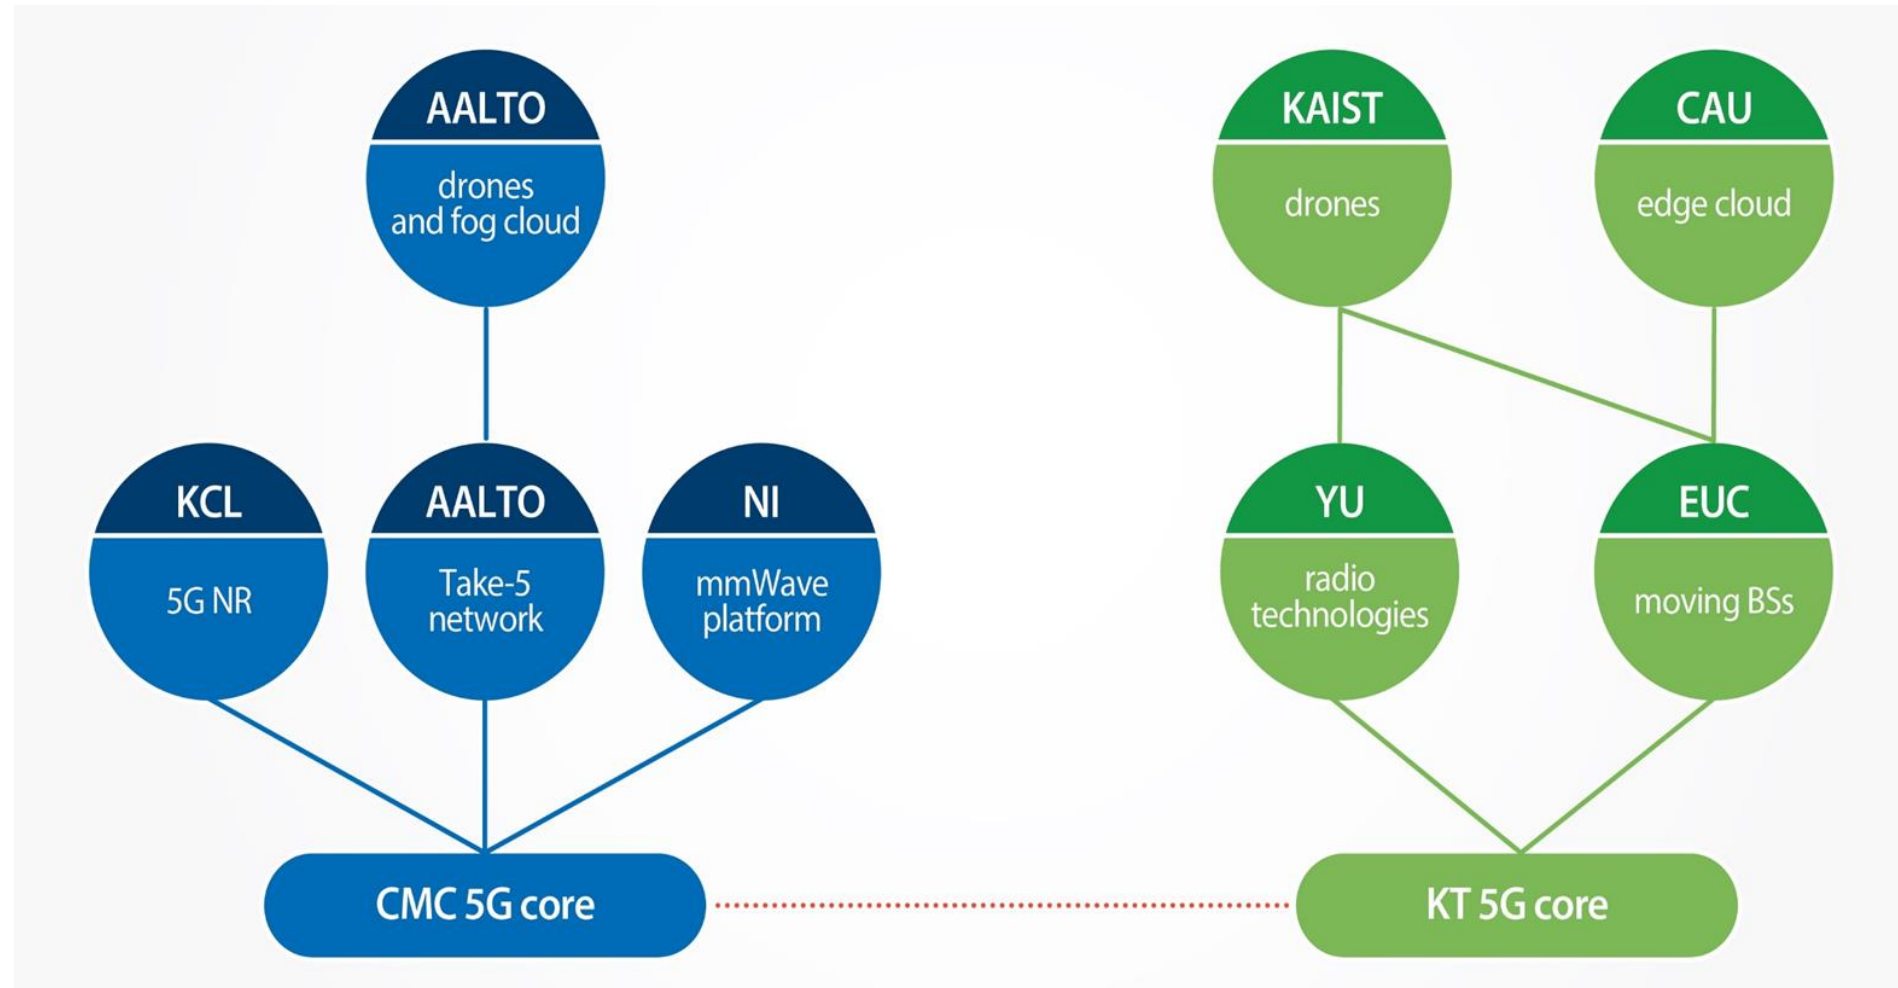 AALTO
drones
and fog cloud
KAIST
drones
CAU
edge cloud
KCL
5G NR
AALTO
Take-5
network
NI
mmWave
platform
YU
radio
technologies
EUC
moving BSs
CMC 5G core
KT 5G core